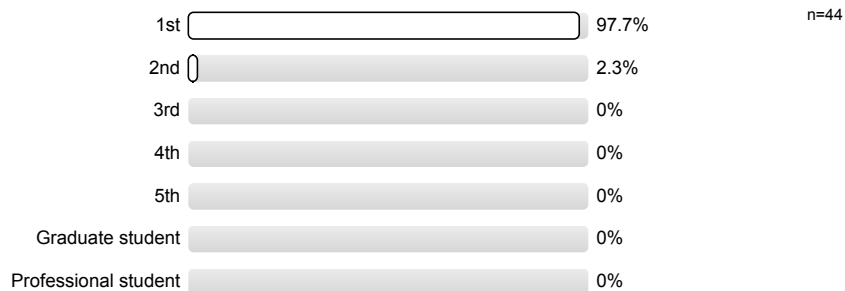 n=44
1st 97.7%
2nd 2.3%
3rd 0%
4th 0%
5th 0%
Graduate student 0%
Professional student 0%